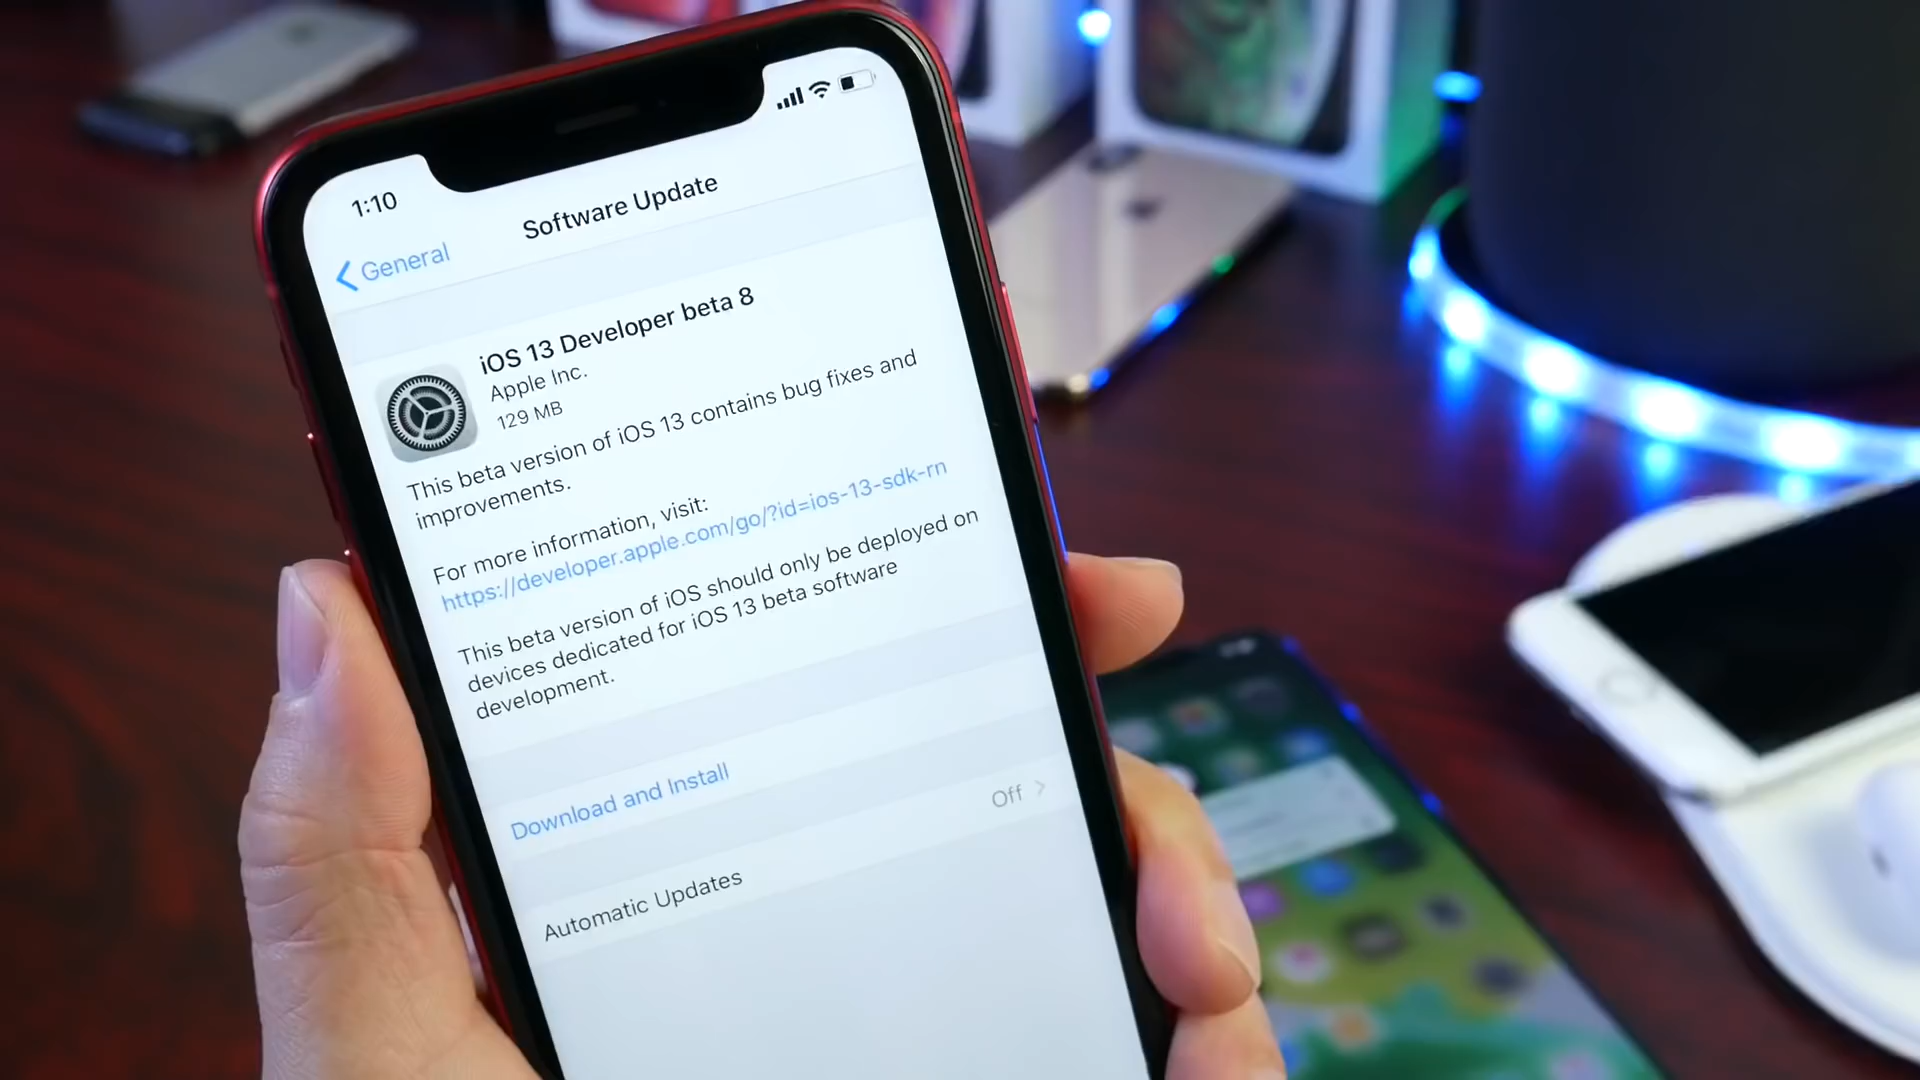 1:10
General
Software Update
iOS 13 Developer beta 8
Apple Inc.
129 MB
This beta version of iOS 13 contains bug fixes and
improvements.
For more information, visit:
https://developer.apple.com/go/?id=ios-13-sdk-rn
This beta version of iOS should only be deployed on
devices dedicated for iOS 13 beta software
development.
Download and Install
Automatic Updates Off